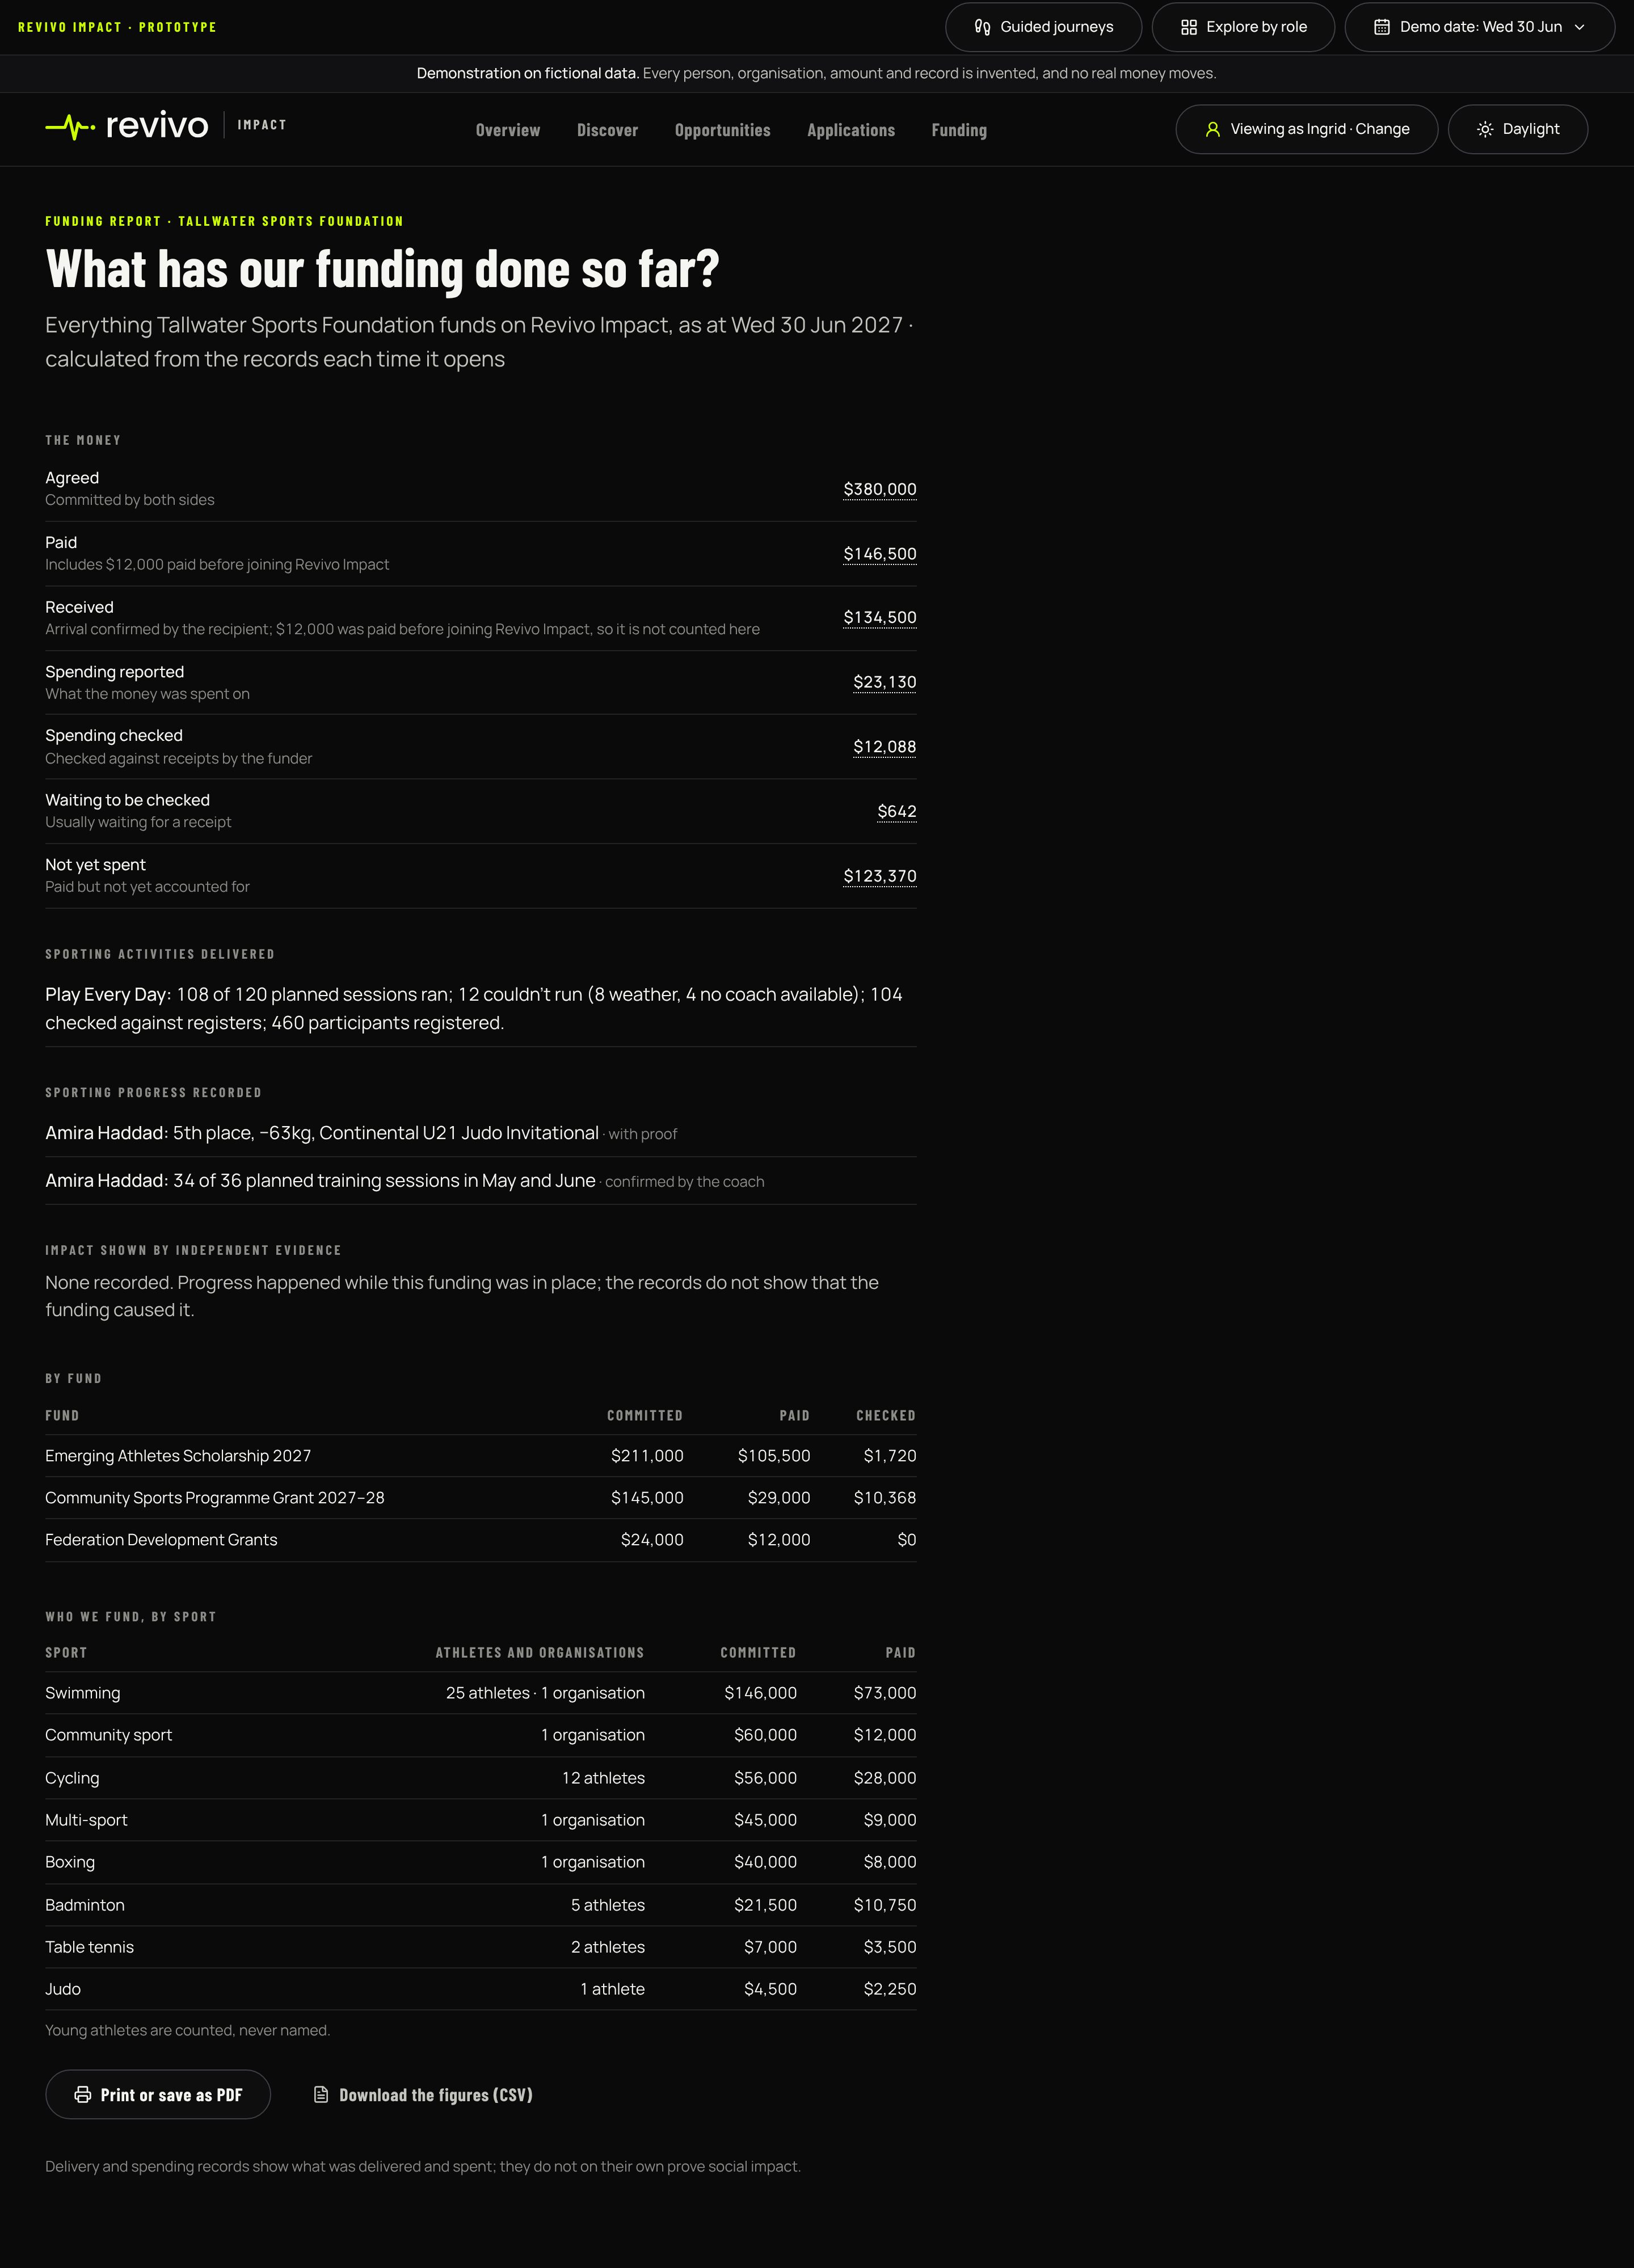 REVIVO IMPACT · PROTOTYPE
Guided journeys
Explore by role
Demo date: Wed 30 Jun
Demonstration on fictional data. Every person, organisation, amount and record is invented, and no real money moves.
revivo IMPACT
Overview
Discover
Opportunities
Applications
Funding
Viewing as Ingrid · Change
Daylight
FUNDING REPORT · TALLWATER SPORTS FOUNDATION
What has our funding done so far?
Everything Tallwater Sports Foundation funds on Revivo Impact, as at Wed 30 Jun 2027 ·
calculated from the records each time it opens
THE MONEY
Agreed
Committed by both sides
$380,000
Paid
Includes $12,000 paid before joining Revivo Impact
$146,500
Received
Arrival confirmed by the recipient; $12,000 was paid before joining Revivo Impact, so it is not counted here
$134,500
Spending reported
What the money was spent on
$23,130
Spending checked
Checked against receipts by the funder
$12,088
Waiting to be checked
Usually waiting for a receipt
$642
Not yet spent
Paid but not yet accounted for
$123,370
SPORTING ACTIVITIES DELIVERED
Play Every Day: 108 of 120 planned sessions ran; 12 couldn't run (8 weather, 4 no coach available); 104
checked against registers; 460 participants registered.
SPORTING PROGRESS RECORDED
Amira Haddad: 5th place, −63kg, Continental U21 Judo Invitational · with proof
Amira Haddad: 34 of 36 planned training sessions in May and June · confirmed by the coach
IMPACT SHOWN BY INDEPENDENT EVIDENCE
None recorded. Progress happened while this funding was in place; the records do not show that the
funding caused it.
BY FUND
FUND COMMITTED PAID CHECKED
Emerging Athletes Scholarship 2027 $211,000 $105,500 $1,720
Community Sports Programme Grant 2027–28 $145,000 $29,000 $10,368
Federation Development Grants $24,000 $12,000 $0
WHO WE FUND, BY SPORT
SPORT ATHLETES AND ORGANISATIONS COMMITTED PAID
Swimming 25 athletes · 1 organisation $146,000 $73,000
Community sport 1 organisation $60,000 $12,000
Cycling 12 athletes $56,000 $28,000
Multi-sport 1 organisation $45,000 $9,000
Boxing 1 organisation $40,000 $8,000
Badminton 5 athletes $21,500 $10,750
Table tennis 2 athletes $7,000 $3,500
Judo 1 athlete $4,500 $2,250
Young athletes are counted, never named.
Print or save as PDF
Download the figures (CSV)
Delivery and spending records show what was delivered and spent; they do not on their own prove social impact.